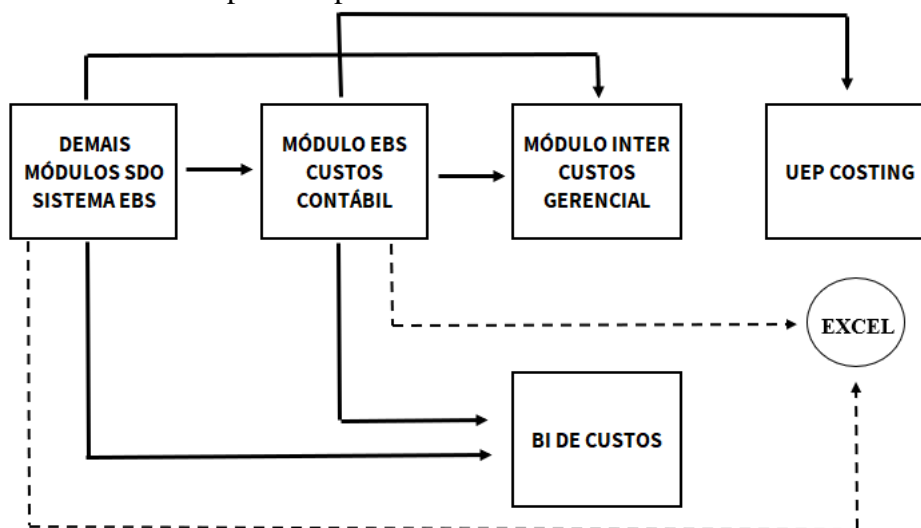 DEMAIS
MÓDULOS SDO
SISTEMA EBS
MÓDULO EBS
CUSTOS
CONTÁBIL
MÓDULO INTER
CUSTOS
GERENCIAL
UEP COSTING
EXCEL
BI DE CUSTOS